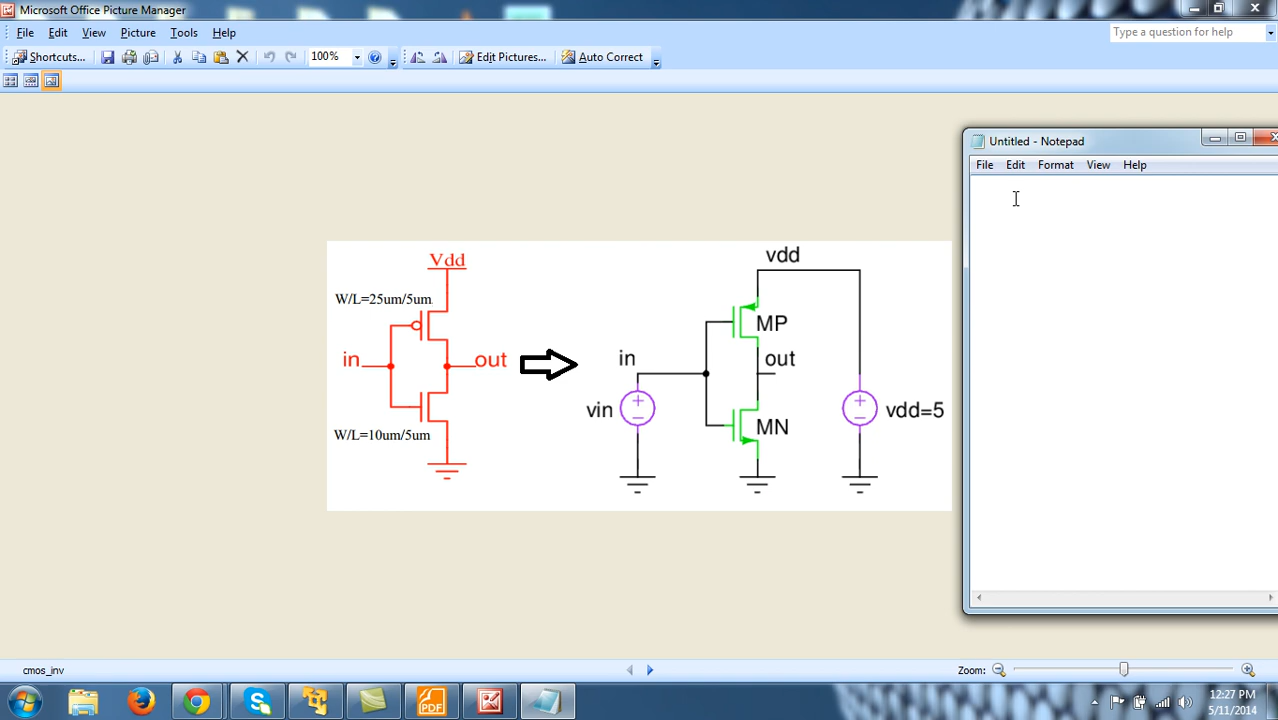 Microsoft Office Picture Manager
File Edit View Picture Tools Help
Type a question for help
Shortcuts... 100% Edit Pictures... Auto Correct
Untitled - Notepad
File Edit Format View Help
Vdd
W/L=25um/5um
in
out
W/L=10um/5um
vdd
MP
in
out
vin
vdd=5
MN
cmos_inv
Zoom:
PDF
12:27 PM
5/11/2014